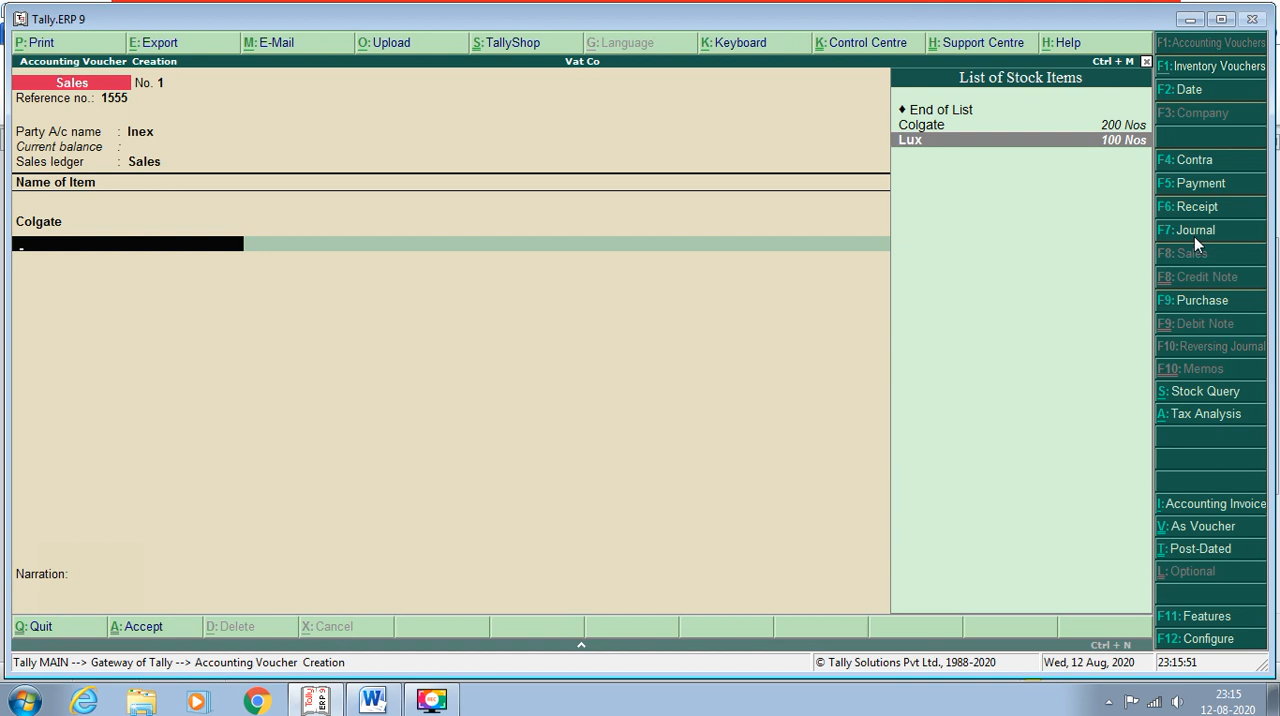 Tally.ERP 9
P: Print E: Export M: E-Mail O: Upload S: TallyShop G: Language K: Keyboard K: Control Centre H: Support Centre H: Help
Accounting Voucher Creation Vat Co Ctrl + M
Sales No. 1
Reference no.: 1555
Party A/c name : Inex
Current balance :
Sales ledger : Sales
Name of Item
Colgate
Narration:
List of Stock Items
♦ End of List
Colgate 200 Nos
Lux 100 Nos
F1: Accounting Vouchers
F1: Inventory Vouchers
F2: Date
F3: Company
F4: Contra
F5: Payment
F6: Receipt
F7: Journal
F8: Sales
F8: Credit Note
F9: Purchase
F9: Debit Note
F10: Reversing Journal
F10: Memos
S: Stock Query
A: Tax Analysis
I: Accounting Invoice
V: As Voucher
T: Post-Dated
L: Optional
F11: Features
F12: Configure
Q: Quit A: Accept D: Delete X: Cancel
Ctrl + N
Tally MAIN --> Gateway of Tally --> Accounting Voucher Creation © Tally Solutions Pvt Ltd., 1988-2020 Wed, 12 Aug, 2020 23:15:51
23:15
12-08-2020